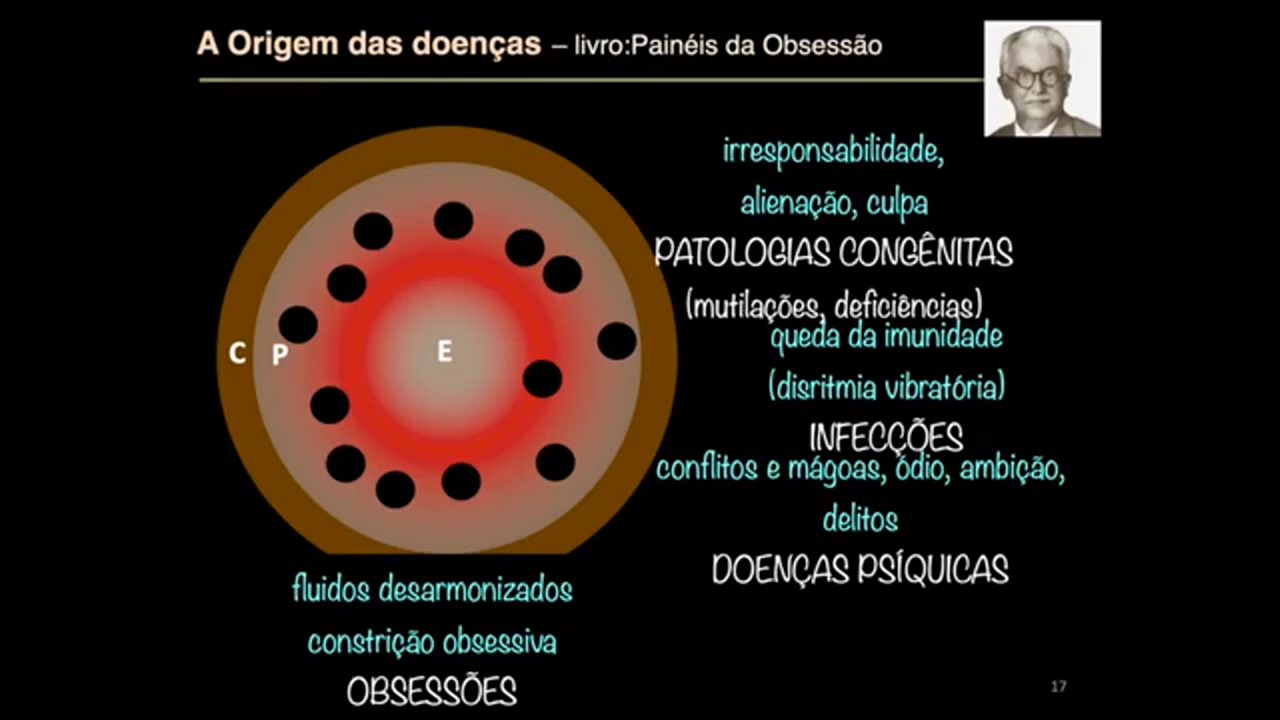 A Origem das doenças – livro:Painéis da Obsessão
irresponsabilidade,
alienação, culpa
PATOLOGIAS CONGÊNITAS
(mutilações, deficiências)
queda da imunidade
(disritmia vibratória)
INFECÇÕES
conflitos e mágoas, ódio, ambição,
delitos
DOENÇAS PSÍQUICAS
C P E
fluidos desarmonizados
constrição obsessiva
OBSESSÕES
17